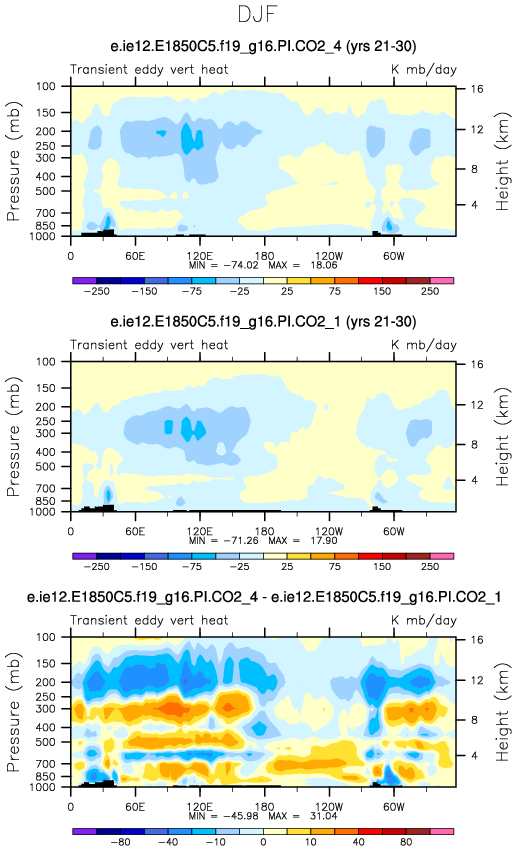 DJF
e.ie12.E1850C5.f19_g16.PI.CO2_4 (yrs 21-30)
Transient eddy vert heat K mb/day
Pressure (mb)
Height (km)
100 150 200 250 300 400 500 700 850 1000
16 12 8 4
0 60E 120E 180 120W 60W
MIN = -74.02 MAX = 18.06
-250 -150 -75 -25 25 75 150 250
e.ie12.E1850C5.f19_g16.PI.CO2_1 (yrs 21-30)
Transient eddy vert heat K mb/day
Pressure (mb)
Height (km)
100 150 200 250 300 400 500 700 850 1000
16 12 8 4
0 60E 120E 180 120W 60W
MIN = -71.26 MAX = 17.90
-250 -150 -75 -25 25 75 150 250
e.ie12.E1850C5.f19_g16.PI.CO2_4 - e.ie12.E1850C5.f19_g16.PI.CO2_1
Transient eddy vert heat K mb/day
Pressure (mb)
Height (km)
100 150 200 250 300 400 500 700 850 1000
16 12 8 4
0 60E 120E 180 120W 60W
MIN = -45.98 MAX = 31.04
-80 -40 -10 0 10 40 80